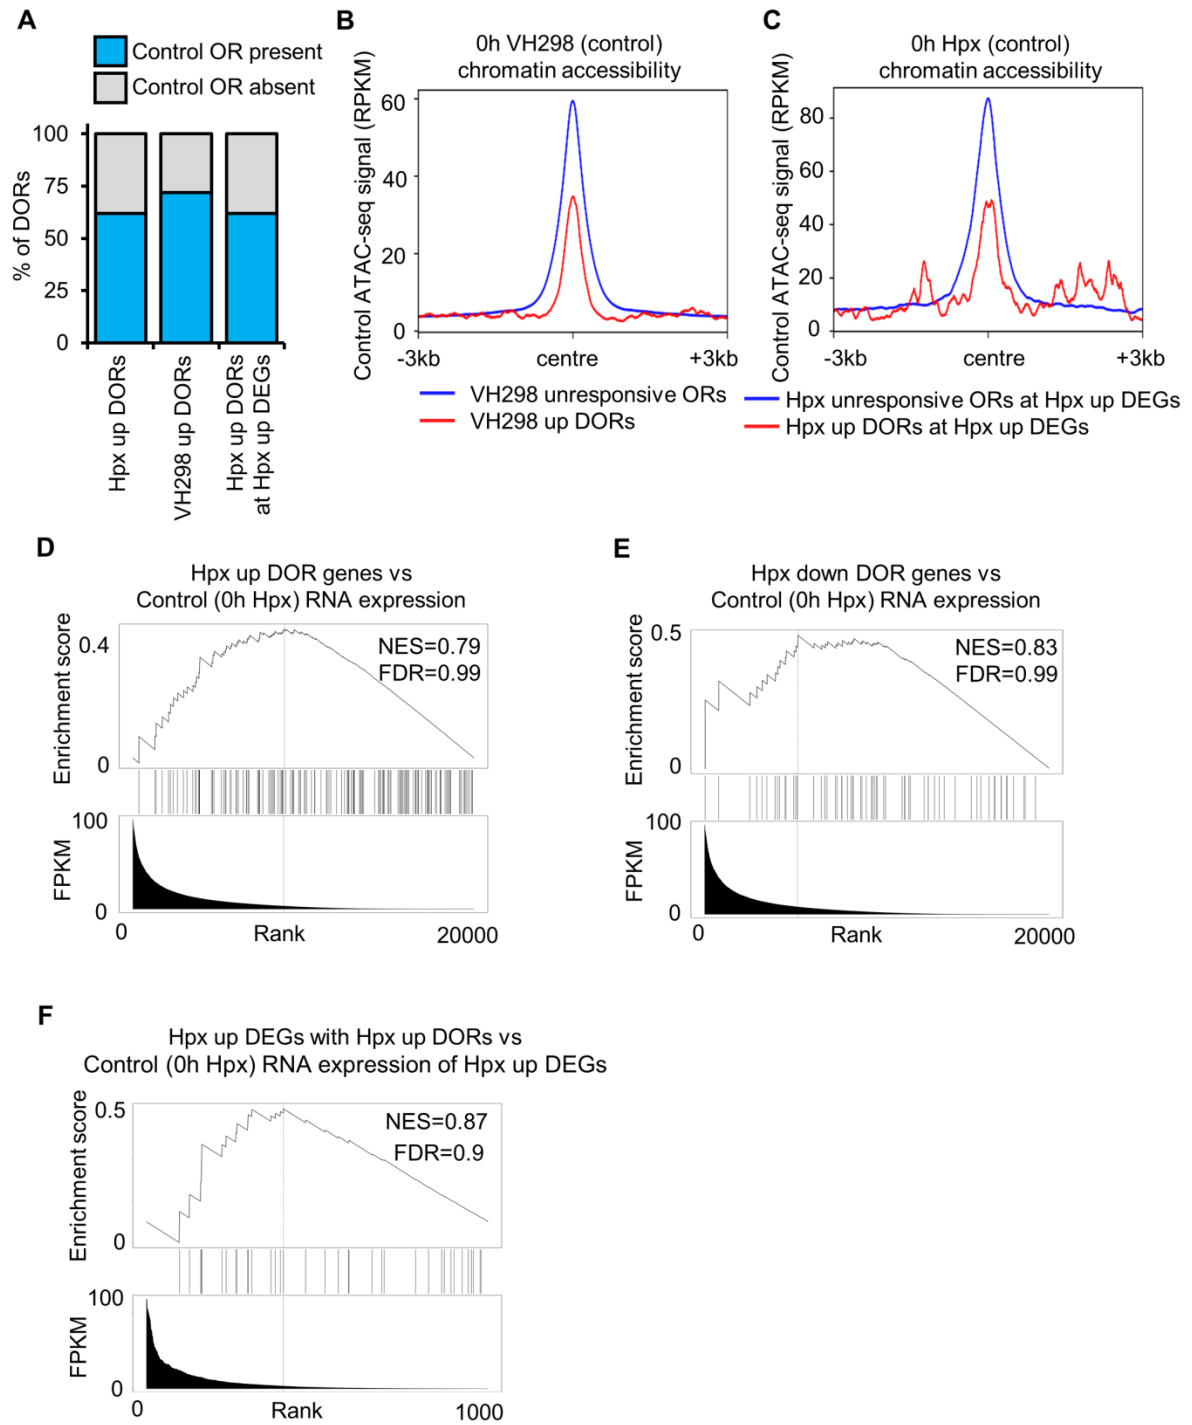 A
Control OR present
Control OR absent
% of DORs
100
75
50
25
0
Hpx up DORs
VH298 up DORs
Hpx up DORs
at Hpx up DEGs
B
0h VH298 (control)
chromatin accessibility
Control ATAC-seq signal (RPKM)
60
40
20
0
-3kb
centre
+3kb
VH298 unresponsive ORs
VH298 up DORs
C
0h Hpx (control)
chromatin accessibility
Control ATAC-seq signal (RPKM)
80
60
40
20
0
-3kb
centre
+3kb
Hpx unresponsive ORs at Hpx up DEGs
Hpx up DORs at Hpx up DEGs
D
Hpx up DOR genes vs
Control (0h Hpx) RNA expression
Enrichment score
0.4
0
NES=0.79
FDR=0.99
FPKM
100
0
0
Rank
20000
E
Hpx down DOR genes vs
Control (0h Hpx) RNA expression
Enrichment score
0.5
0
NES=0.83
FDR=0.99
FPKM
100
0
0
Rank
20000
F
Hpx up DEGs with Hpx up DORs vs
Control (0h Hpx) RNA expression of Hpx up DEGs
Enrichment score
0.5
0
NES=0.87
FDR=0.9
FPKM
100
0
0
Rank
1000